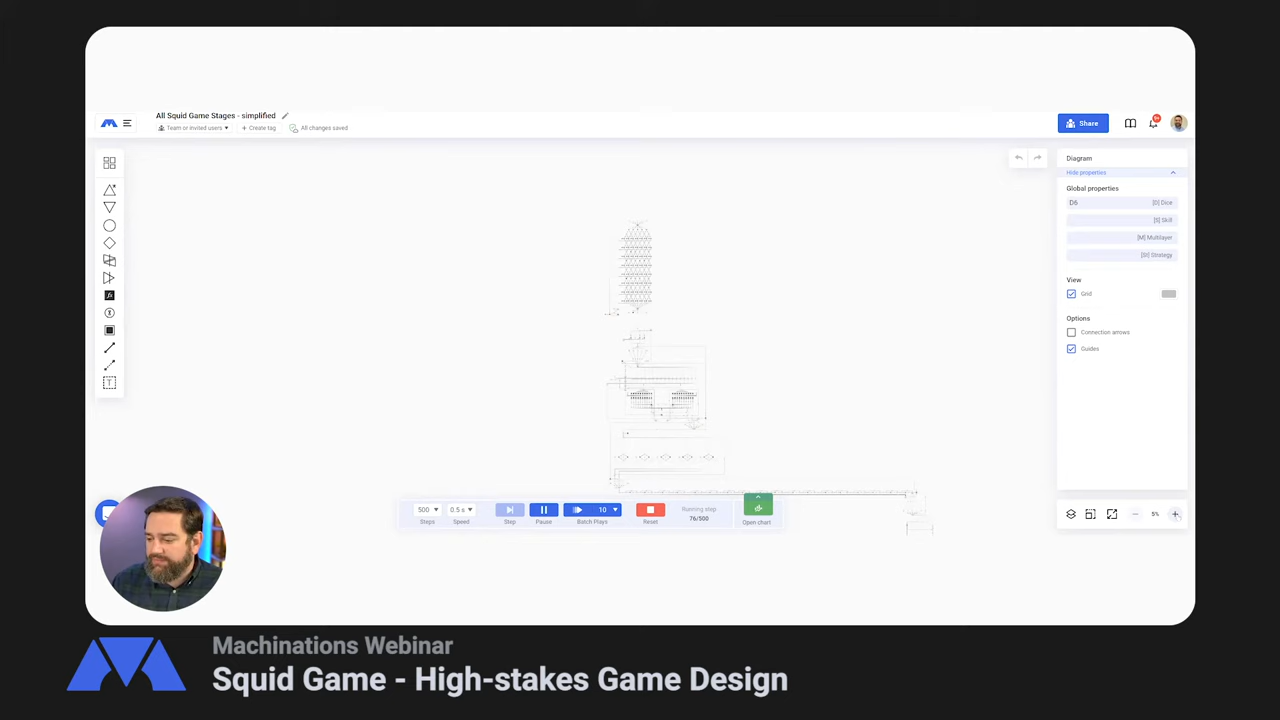 All Squid Game Stages - simplified
Team or invited users
+ Create tag
All changes saved
Share
9+
Diagram
Hide properties
Global properties
D6 [D] Dice
[S] Skill
[M] Multilayer
[St] Strategy
View
Grid
Options
Connection arrows
Guides
fx
T
500
Steps
0.5 s
Speed
Step
Pause
10
Batch Plays
Reset
Running step
76/500
Open chart
5%
Machinations Webinar
Squid Game - High-stakes Game Design